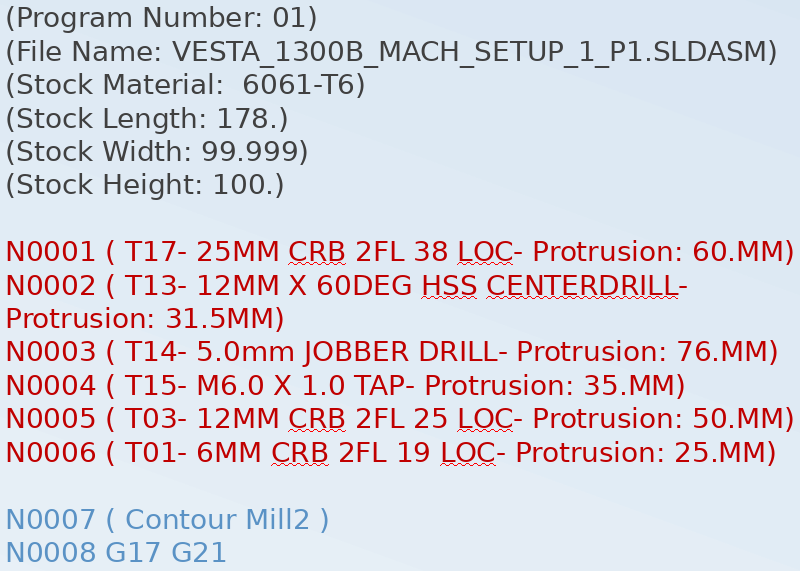 (Program Number: 01)
(File Name: VESTA_1300B_MACH_SETUP_1_P1.SLDASM)
(Stock Material:  6061-T6)
(Stock Length: 178.)
(Stock Width: 99.999)
(Stock Height: 100.)
N0001 ( T17- 25MM CRB 2FL 38 LOC- Protrusion: 60.MM)
N0002 ( T13- 12MM X 60DEG HSS CENTERDRILL-
Protrusion: 31.5MM)
N0003 ( T14- 5.0mm JOBBER DRILL- Protrusion: 76.MM)
N0004 ( T15- M6.0 X 1.0 TAP- Protrusion: 35.MM)
N0005 ( T03- 12MM CRB 2FL 25 LOC- Protrusion: 50.MM)
N0006 ( T01- 6MM CRB 2FL 19 LOC- Protrusion: 25.MM)
N0007 ( Contour Mill2 )
N0008 G17 G21